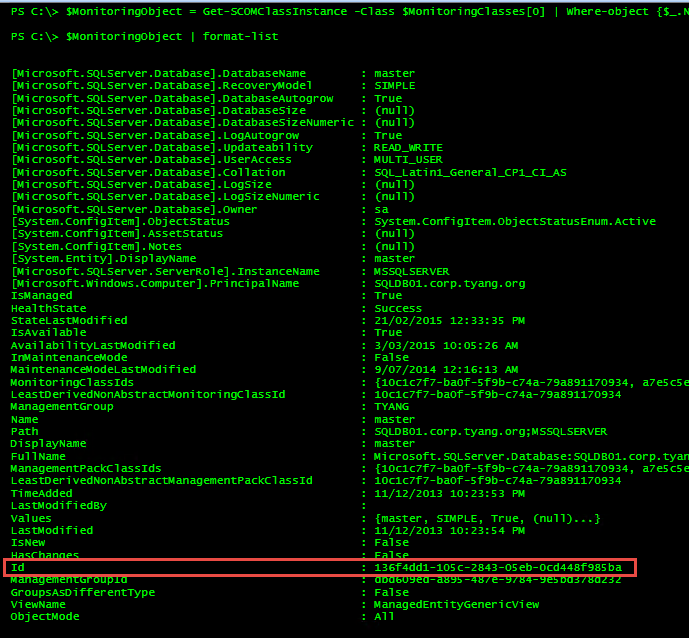 PS C:\> $MonitoringObject = Get-SCOMClassInstance -Class $MonitoringClasses[0] | Where-object {$_.N
PS C:\> $MonitoringObject | format-list
[Microsoft.SQLServer.Database].DatabaseName : master
[Microsoft.SQLServer.Database].RecoveryModel : SIMPLE
[Microsoft.SQLServer.Database].DatabaseAutogrow : True
[Microsoft.SQLServer.Database].DatabaseSize : (null)
[Microsoft.SQLServer.Database].DatabaseSizeNumeric : (null)
[Microsoft.SQLServer.Database].LogAutogrow : True
[Microsoft.SQLServer.Database].Updateability : READ_WRITE
[Microsoft.SQLServer.Database].UserAccess : MULTI_USER
[Microsoft.SQLServer.Database].Collation : SQL_Latin1_General_CP1_CI_AS
[Microsoft.SQLServer.Database].LogSize : (null)
[Microsoft.SQLServer.Database].LogSizeNumeric : (null)
[Microsoft.SQLServer.Database].Owner : sa
[System.ConfigItem].ObjectStatus : System.ConfigItem.ObjectStatusEnum.Active
[System.ConfigItem].AssetStatus : (null)
[System.ConfigItem].Notes : (null)
[System.Entity].DisplayName : master
[Microsoft.SQLServer.ServerRole].InstanceName : MSSQLSERVER
[Microsoft.Windows.Computer].PrincipalName : SQLDB01.corp.tyang.org
IsManaged : True
HealthState : Success
StateLastModified : 21/02/2015 12:33:35 PM
IsAvailable : True
AvailabilityLastModified : 3/03/2015 10:05:26 AM
InMaintenanceMode : False
MaintenanceModeLastModified : 9/07/2014 12:16:13 AM
MonitoringClassIds : {10c1c7f7-ba0f-5f9b-c74a-79a891170934, a7e5c5e
LeastDerivedNonAbstractMonitoringClassId : 10c1c7f7-ba0f-5f9b-c74a-79a891170934
ManagementGroup : TYANG
Name : master
Path : SQLDB01.corp.tyang.org;MSSQLSERVER
DisplayName : master
FullName : Microsoft.SQLServer.Database:SQLDB01.corp.tyan
ManagementPackClassIds : {10c1c7f7-ba0f-5f9b-c74a-79a891170934, a7e5c5e
LeastDerivedNonAbstractManagementPackClassId : 10c1c7f7-ba0f-5f9b-c74a-79a891170934
TimeAdded : 11/12/2013 10:23:53 PM
LastModifiedBy :
Values : {master, SIMPLE, True, (null)...}
LastModified : 11/12/2013 10:23:54 PM
IsNew : False
HasChanges : False
Id : 136f4dd1-105c-2843-05eb-0cd448f985ba
ManagementGroupId : dbd609ed-a895-487e-9784-9e5bd378d232
GroupsAsDifferentType : False
ViewName : ManagedEntityGenericView
ObjectMode : All